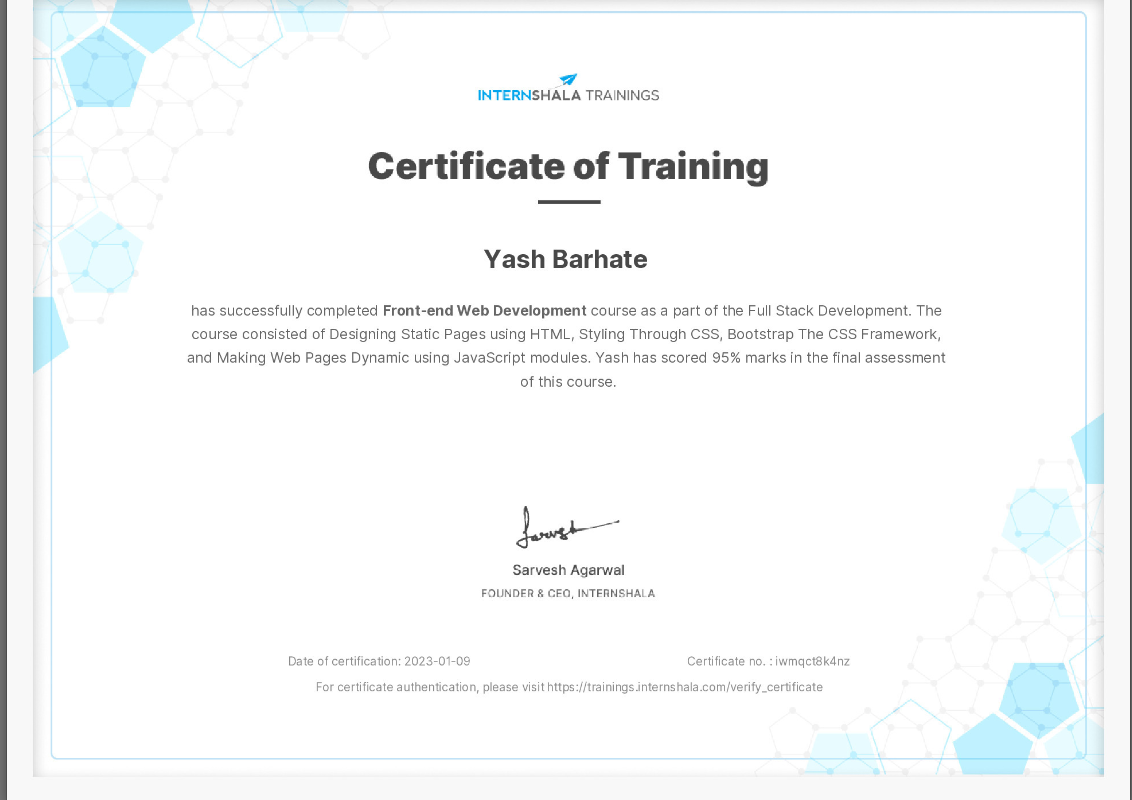 INTERNSHALA TRAININGS
Certificate of Training
Yash Barhate
has successfully completed Front-end Web Development course as a part of the Full Stack Development. The
course consisted of Designing Static Pages using HTML, Styling Through CSS, Bootstrap The CSS Framework,
and Making Web Pages Dynamic using JavaScript modules. Yash has scored 95% marks in the final assessment
of this course.
Sarvesh
Sarvesh Agarwal
FOUNDER & CEO, INTERNSHALA
Date of certification: 2023-01-09 Certificate no. : iwmqct8k4nz
For certificate authentication, please visit https://trainings.internshala.com/verify_certificate